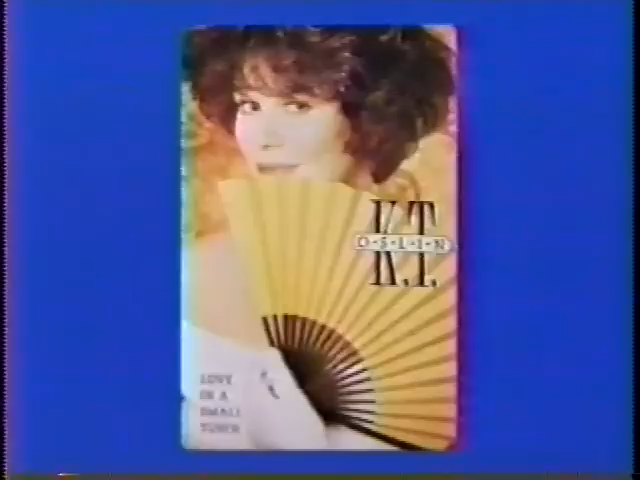 K.T.
O·S·L·I·N
LOVE
IN A
SMALL
TOWN